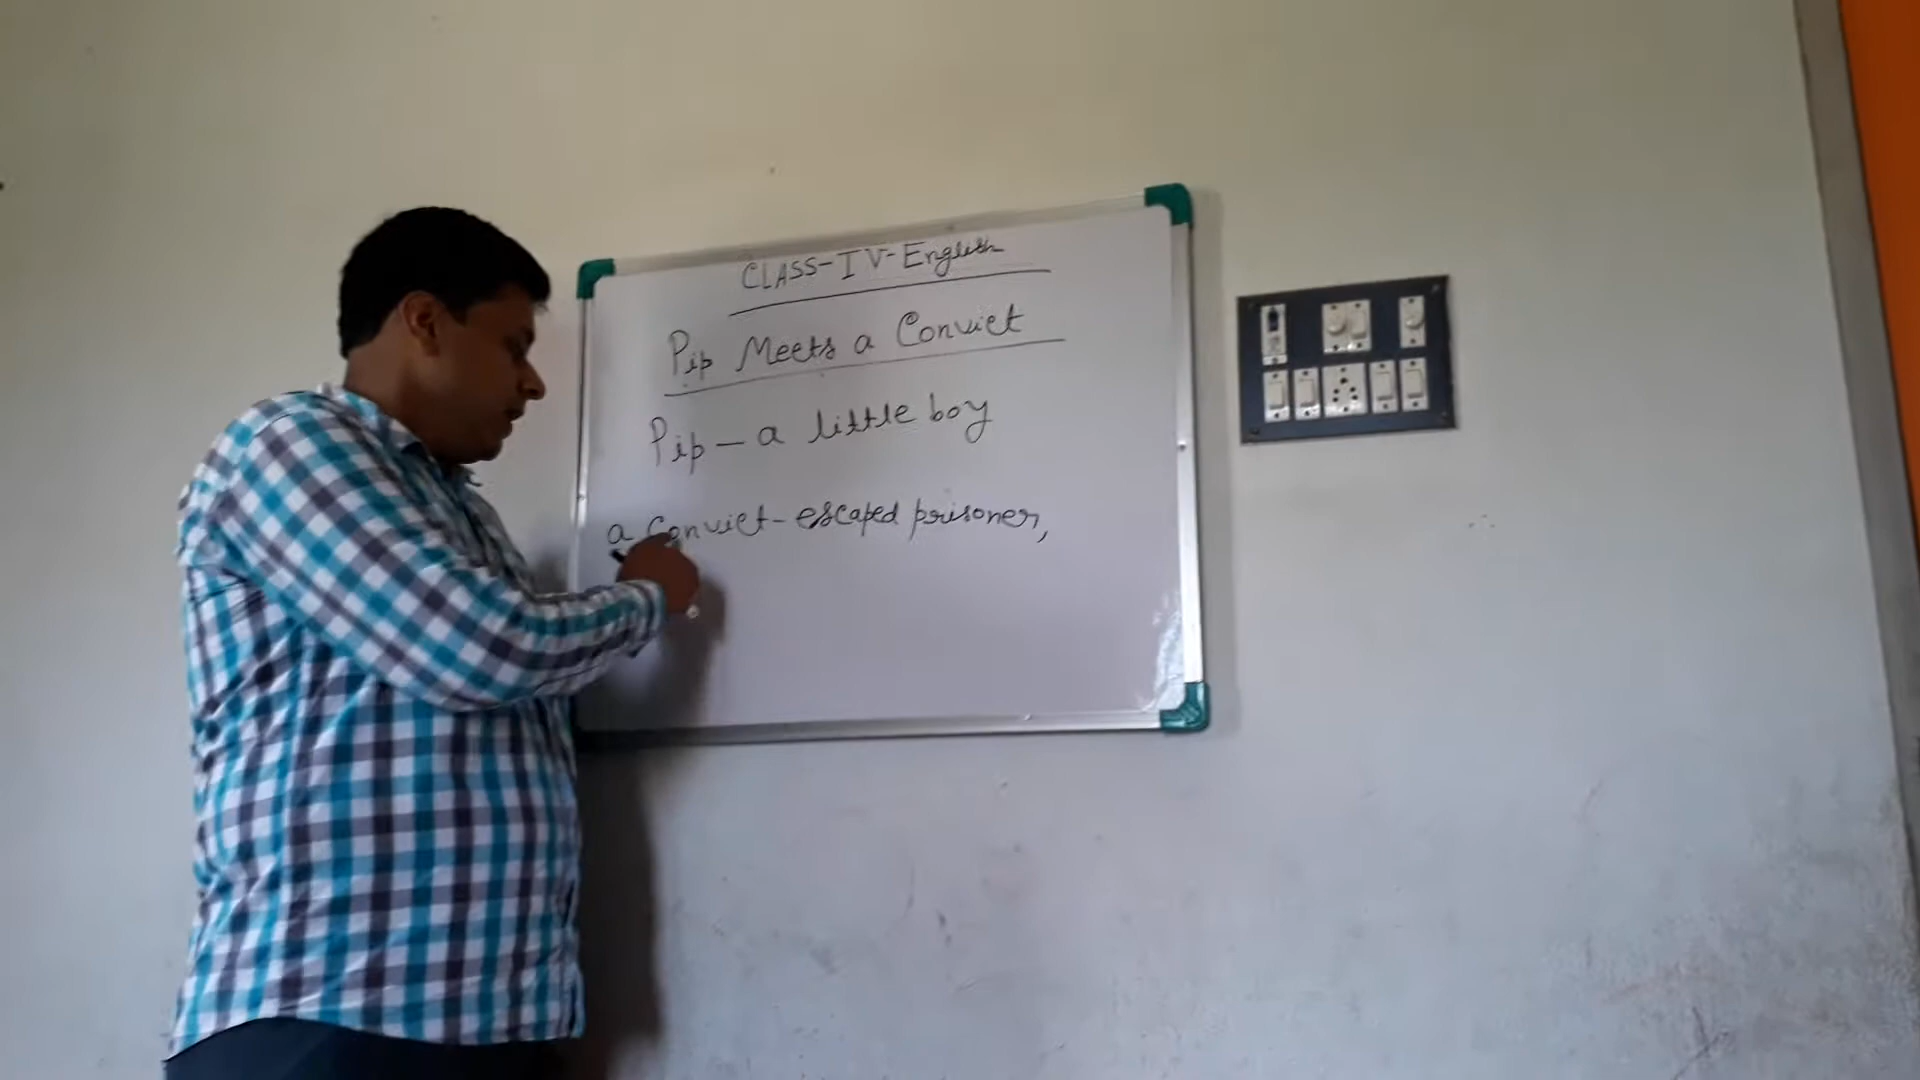 CLASS-IV-English
Pip Meets a Convict
Pip - a little boy
a Convict - escaped prisoner,